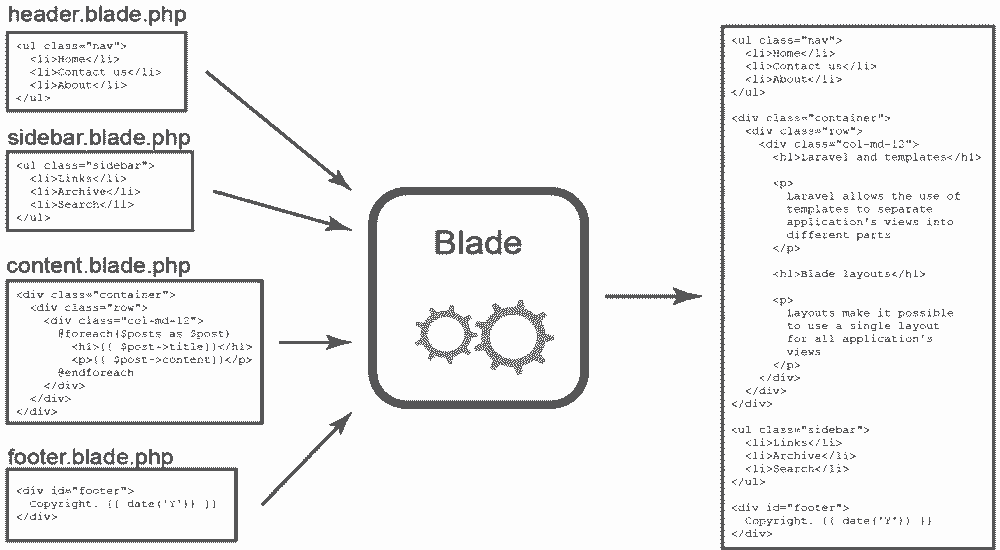 header.blade.php
<ul class="nav">
<li>Home</li>
<li>Contact us</li>
<li>About</li>
</ul>
sidebar.blade.php
<ul class="sidebar">
<li>Links</li>
<li>Archive</li>
<li>Search</li>
</ul>
content.blade.php
<div class="container">
<div class="row">
<div class="col-md-12">
@foreach($posts as $post)
<h1>{{ $post->title}}</h1>
<p>{{ $post->content}}</p>
@endforeach
</div>
</div>
</div>
footer.blade.php
<div id="footer">
Copyright. {{ date('Y')} }}
</div>
Blade
<ul class="nav">
<li>Home</li>
<li>Contact us</li>
<li>About</li>
</ul>
<div class="container">
<div class="row">
<div class="col-md-12">
<h1>Laravel and templates</h1>
<p>
Laravel allows the use of
templates to separate
application's views into
different parts
</p>
<h1>Blade layouts</h1>
<p>
Layouts make it possible
to use a single layout
for all application's
views
</p>
</div>
</div>
</div>
<ul class="sidebar">
<li>Links</li>
<li>Archive</li>
<li>Search</li>
</ul>
<div id="footer">
Copyright. {{ date('Y')} }}
</div>